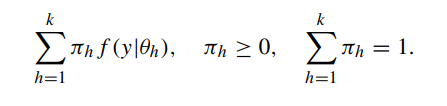 k k
∑ π_h f(y|θ_h), π_h ≥ 0, ∑ π_h = 1.
h=1 h=1